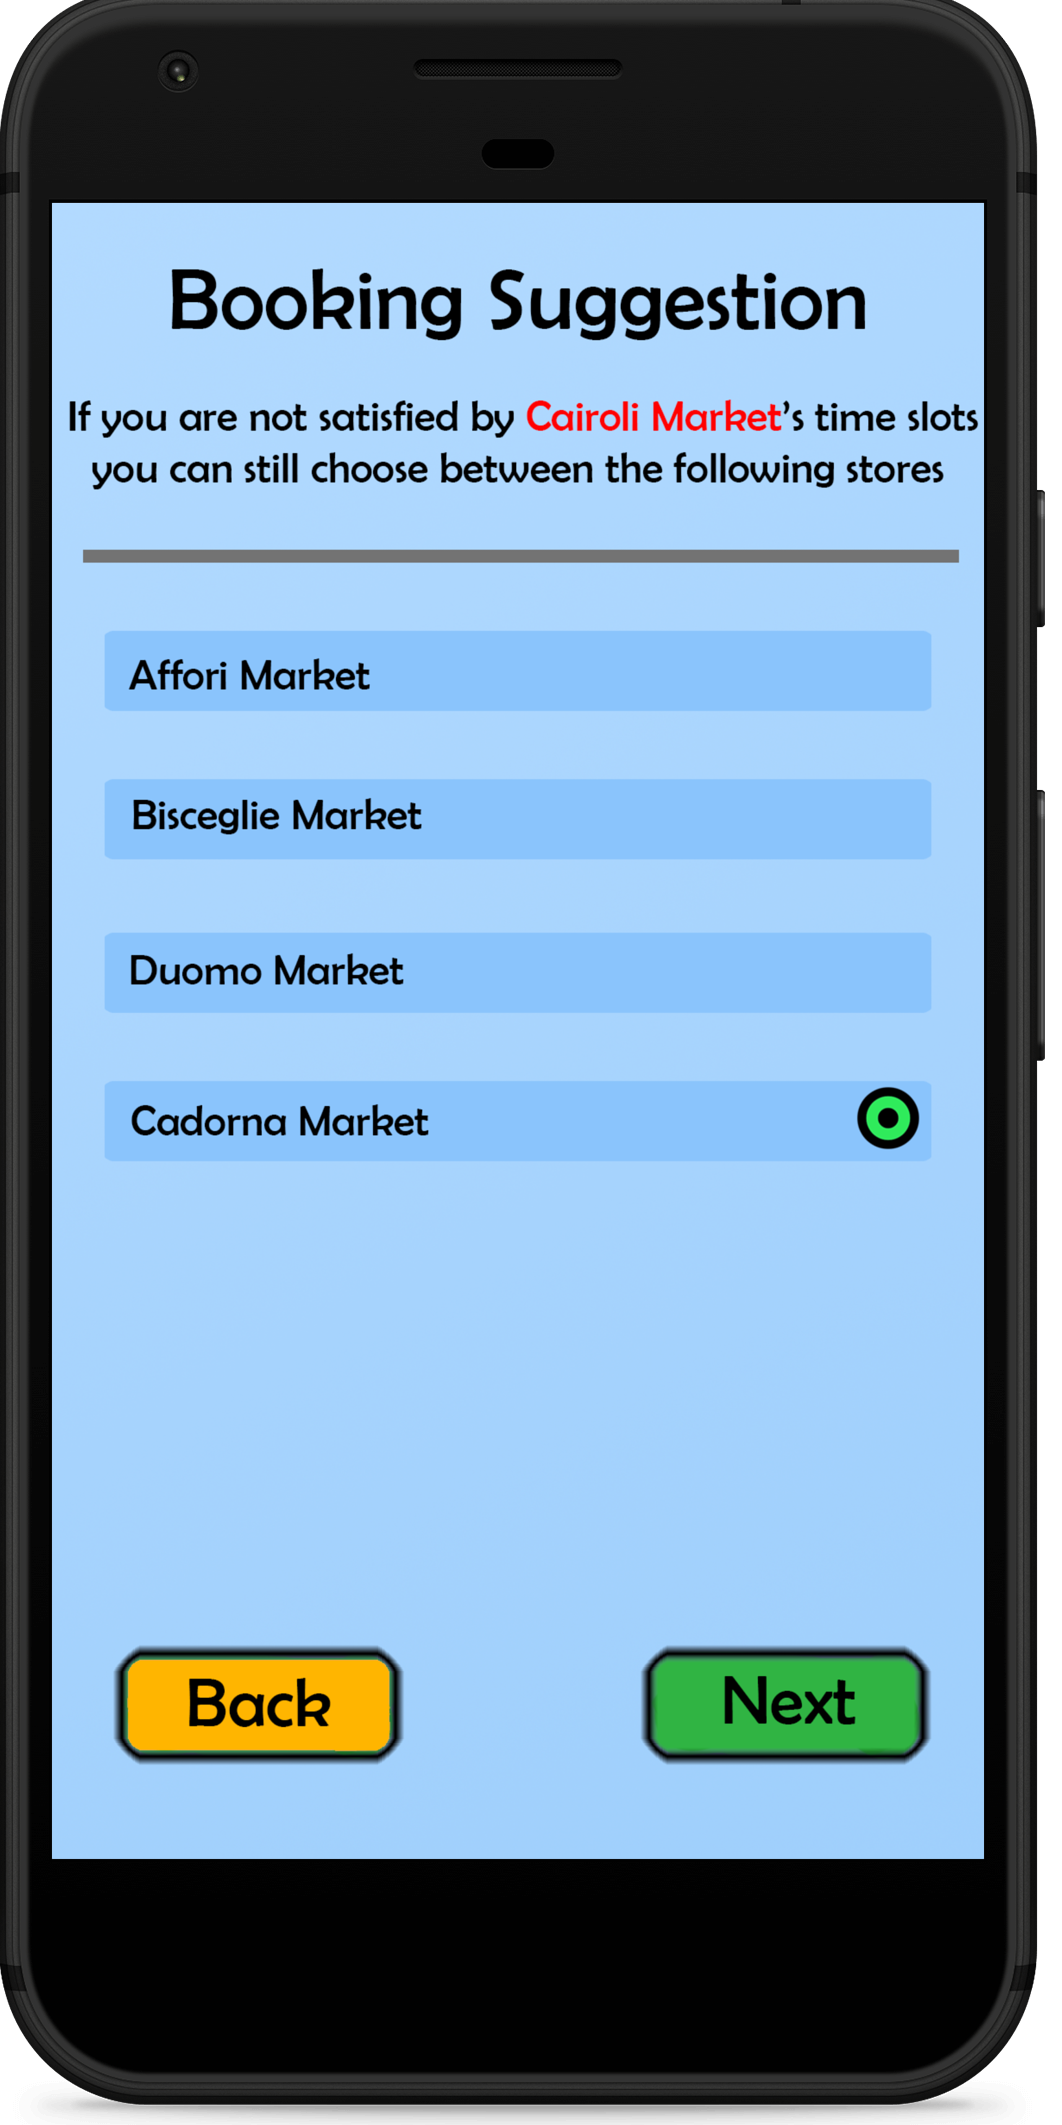 Booking Suggestion
If you are not satisfied by Cairoli Market's time slots
you can still choose between the following stores
Affori Market
Bisceglie Market
Duomo Market
Cadorna Market
Back
Next